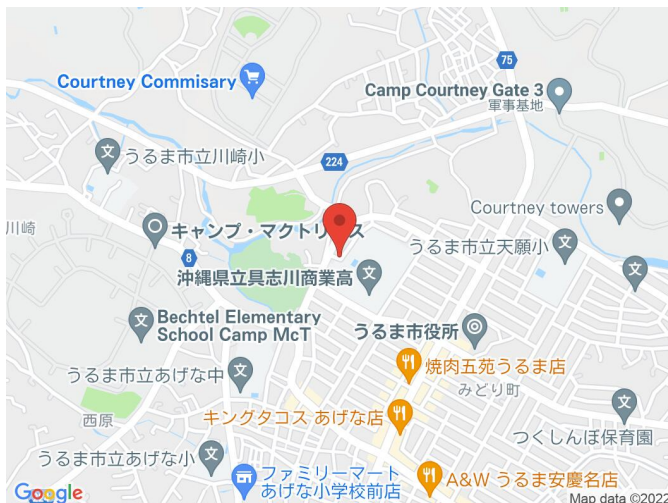 75
Courtney Commisary
Camp Courtney Gate 3
軍事基地
224
うるま市立川崎小
Courtney towers
川崎
キャンプ・マクトリ
ス
うるま市立天願小
8
沖縄県立具志川商業高
Bechtel Elementary
School Camp McT
うるま市役所
焼肉五苑うるま店
うるま市立あげな中
みどり町
キングタコス あげな店
西原
つくしんぼ保育園
うるま市立あげな小
ファミリーマート
あげな小学校前店
A&W うるま安慶名店
Google
Map data ©2022